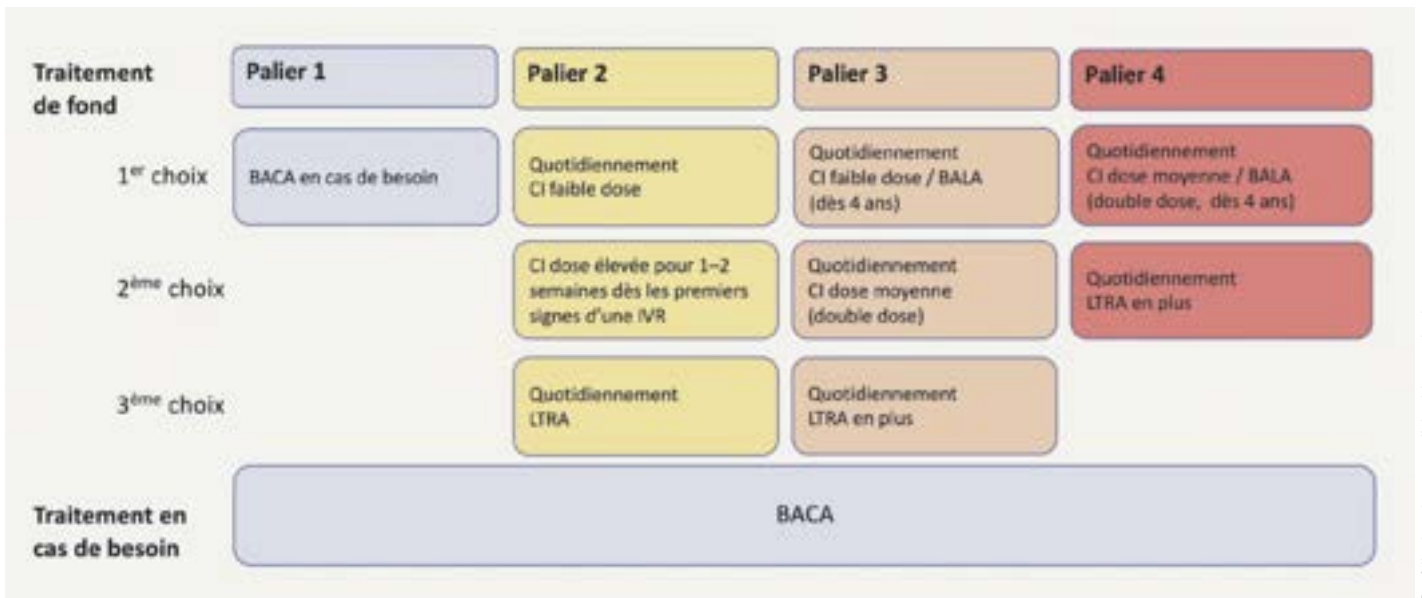 Traitement
de fond
Palier 1
Palier 2
Palier 3
Palier 4
1er choix
BACA en cas de besoin
Quotidiennement
CI faible dose
Quotidiennement
CI faible dose / BALA
(dès 4 ans)
Quotidiennement
CI dose moyenne / BALA
(double dose, dès 4 ans)
2ème choix
CI dose élevée pour 1–2
semaines dès les premiers
signes d'une IVR
Quotidiennement
CI dose moyenne
(double dose)
Quotidiennement
LTRA en plus
3ème choix
Quotidiennement
LTRA
Quotidiennement
LTRA en plus
Traitement en
cas de besoin
BACA